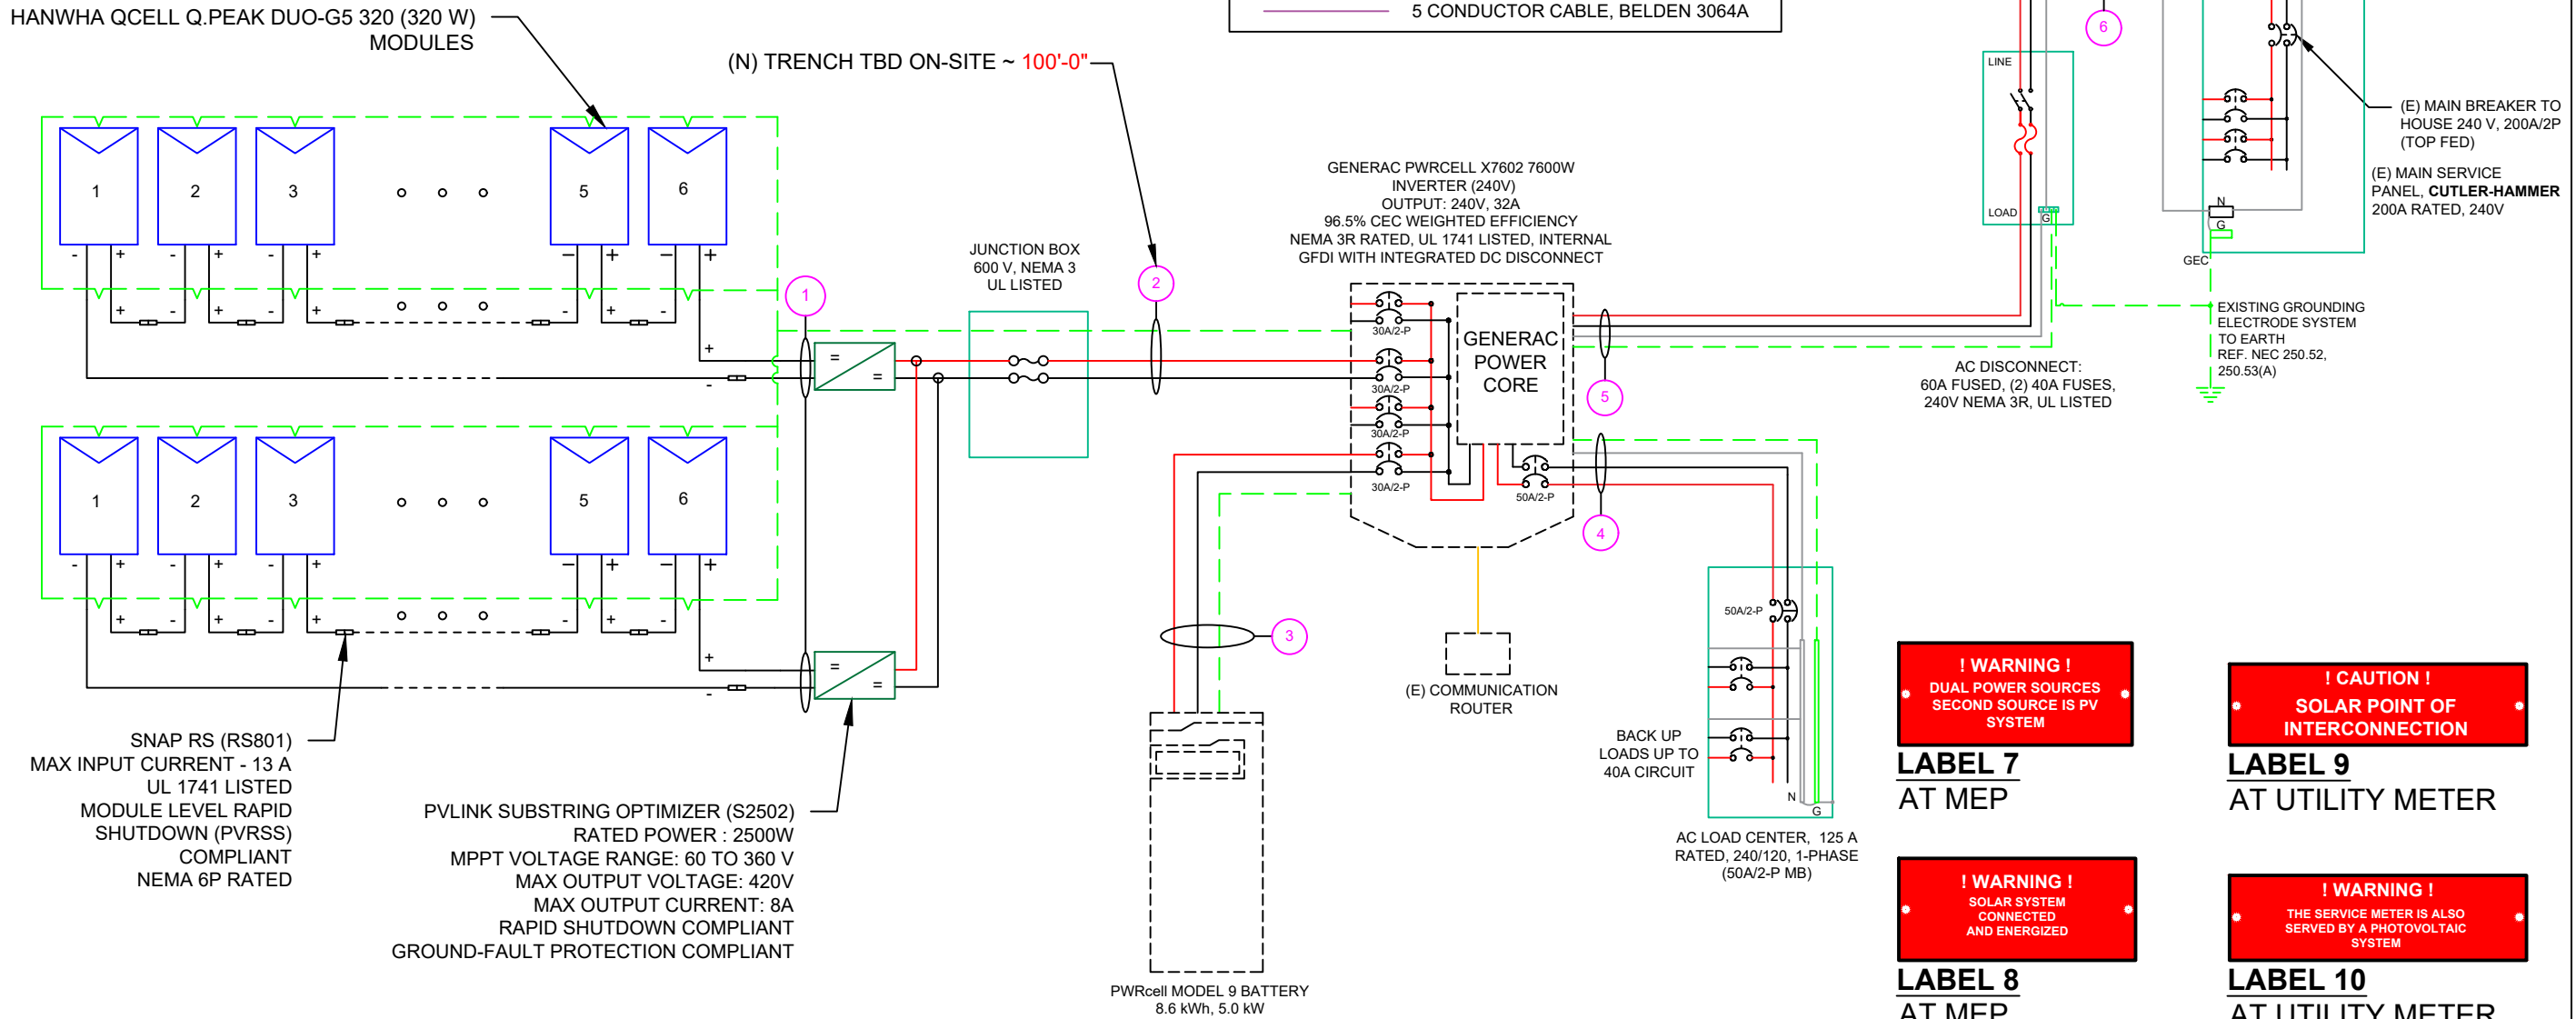 HANWHA QCELL Q.PEAK DUO-G5 320 (320 W)
MODULES
5 CONDUCTOR CABLE, BELDEN 3064A
(N) TRENCH TBD ON-SITE ~ 100'-0"
6
LINE
LOAD
G
(E) MAIN BREAKER TO
HOUSE 240 V, 200A/2P
(TOP FED)
(E) MAIN SERVICE
PANEL, CUTLER-HAMMER
200A RATED, 240V
N
G
GEC
EXISTING GROUNDING
ELECTRODE SYSTEM
TO EARTH
REF. NEC 250.52,
250.53(A)
AC DISCONNECT:
60A FUSED, (2) 40A FUSES,
240V NEMA 3R, UL LISTED
GENERAC PWRCELL X7602 7600W
INVERTER (240V)
OUTPUT: 240V, 32A
96.5% CEC WEIGHTED EFFICIENCY
NEMA 3R RATED, UL 1741 LISTED, INTERNAL
GFDI WITH INTEGRATED DC DISCONNECT
JUNCTION BOX
600 V, NEMA 3
UL LISTED
1 2 3 5 6
- + - + - + - + - +
+ - + - + - + -
+
-
= =
1
2
30A/2-P
30A/2-P
30A/2-P
30A/2-P
GENERAC
POWER
CORE
50A/2-P
5
4
1 2 3 5 6
- + - + - + - + - +
+ - + - + - + -
+
-
= =
3
(E) COMMUNICATION
ROUTER
50A/2-P
BACK UP
LOADS UP TO
40A CIRCUIT
N
G
AC LOAD CENTER, 125 A
RATED, 240/120, 1-PHASE
(50A/2-P MB)
SNAP RS (RS801)
MAX INPUT CURRENT - 13 A
UL 1741 LISTED
MODULE LEVEL RAPID
SHUTDOWN (PVRSS)
COMPLIANT
NEMA 6P RATED
PVLINK SUBSTRING OPTIMIZER (S2502)
RATED POWER : 2500W
MPPT VOLTAGE RANGE: 60 TO 360 V
MAX OUTPUT VOLTAGE: 420V
MAX OUTPUT CURRENT: 8A
RAPID SHUTDOWN COMPLIANT
GROUND-FAULT PROTECTION COMPLIANT
PWRcell MODEL 9 BATTERY
8.6 kWh, 5.0 kW
! WARNING !
DUAL POWER SOURCES
SECOND SOURCE IS PV
SYSTEM
LABEL 7
AT MEP
! CAUTION !
SOLAR POINT OF
INTERCONNECTION
LABEL 9
AT UTILITY METER
! WARNING !
SOLAR SYSTEM
CONNECTED
AND ENERGIZED
LABEL 8
AT MEP
! WARNING !
THE SERVICE METER IS ALSO
SERVED BY A PHOTOVOLTAIC
SYSTEM
LABEL 10
AT UTILITY METER